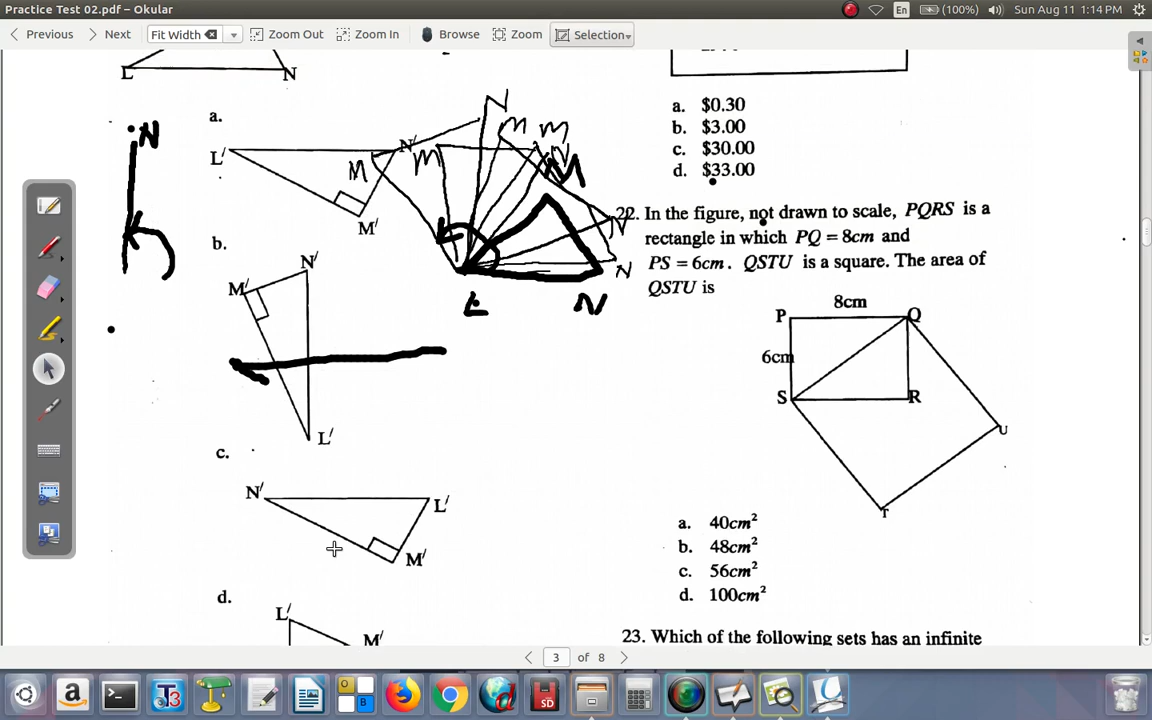 Practice Test 02.pdf – Okular
En
(100%)
Sun Aug 11 1:14 PM
Previous
Next
Fit Width
Zoom Out
Zoom In
Browse
Zoom
Selection
L
N
a.
L'
N'
M'
b.
M'
N'
L'
c.
N'
L'
M'
d.
L'
M'
N
N
M
m
m
m
M
N
N
L
N
a. $0.30
b. $3.00
c. $30.00
d. $33.00
22. In the figure, not drawn to scale, PQRS is a
rectangle in which PQ = 8cm and
PS = 6cm. QSTU is a square. The area of
QSTU is
8cm
P
Q
6cm
S
R
U
T
a. 40cm²
b. 48cm²
c. 56cm²
d. 100cm²
23. Which of the following sets has an infinite
3 of 8
SD